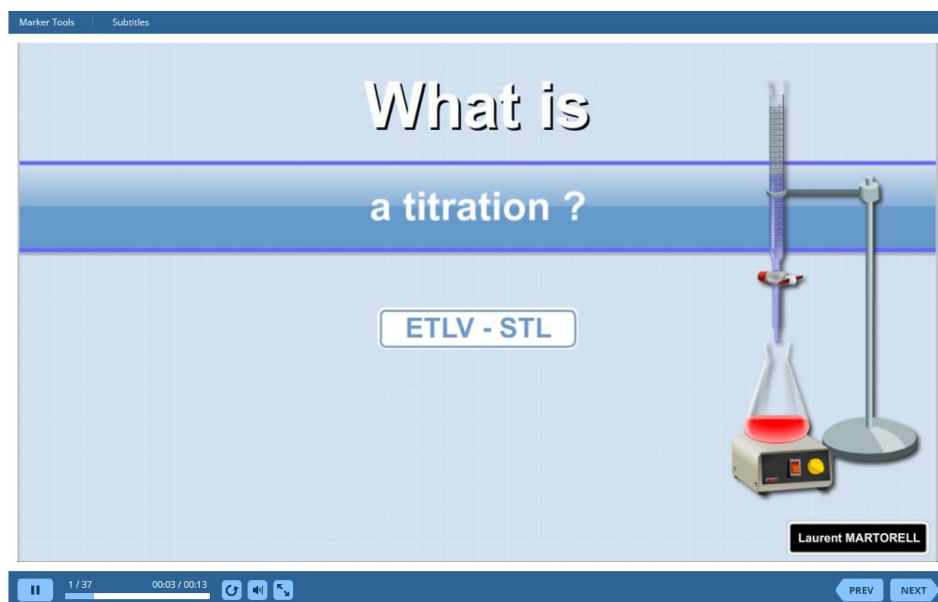 Marker Tools Subtitles
What is
a titration ?
ETLV - STL
Laurent MARTORELL
1 / 37 00:03 / 00:13 PREV NEXT